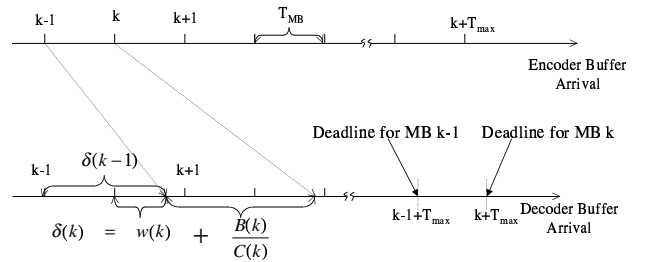 k-1 k k+1 T_MB k+T_max
Encoder Buffer
Arrival
Deadline for MB k-1 Deadline for MB k
k-1 δ(k−1) k+1
k-1+T_max k+T_max Decoder Buffer
Arrival
δ(k) = w(k) + B(k)/C(k)